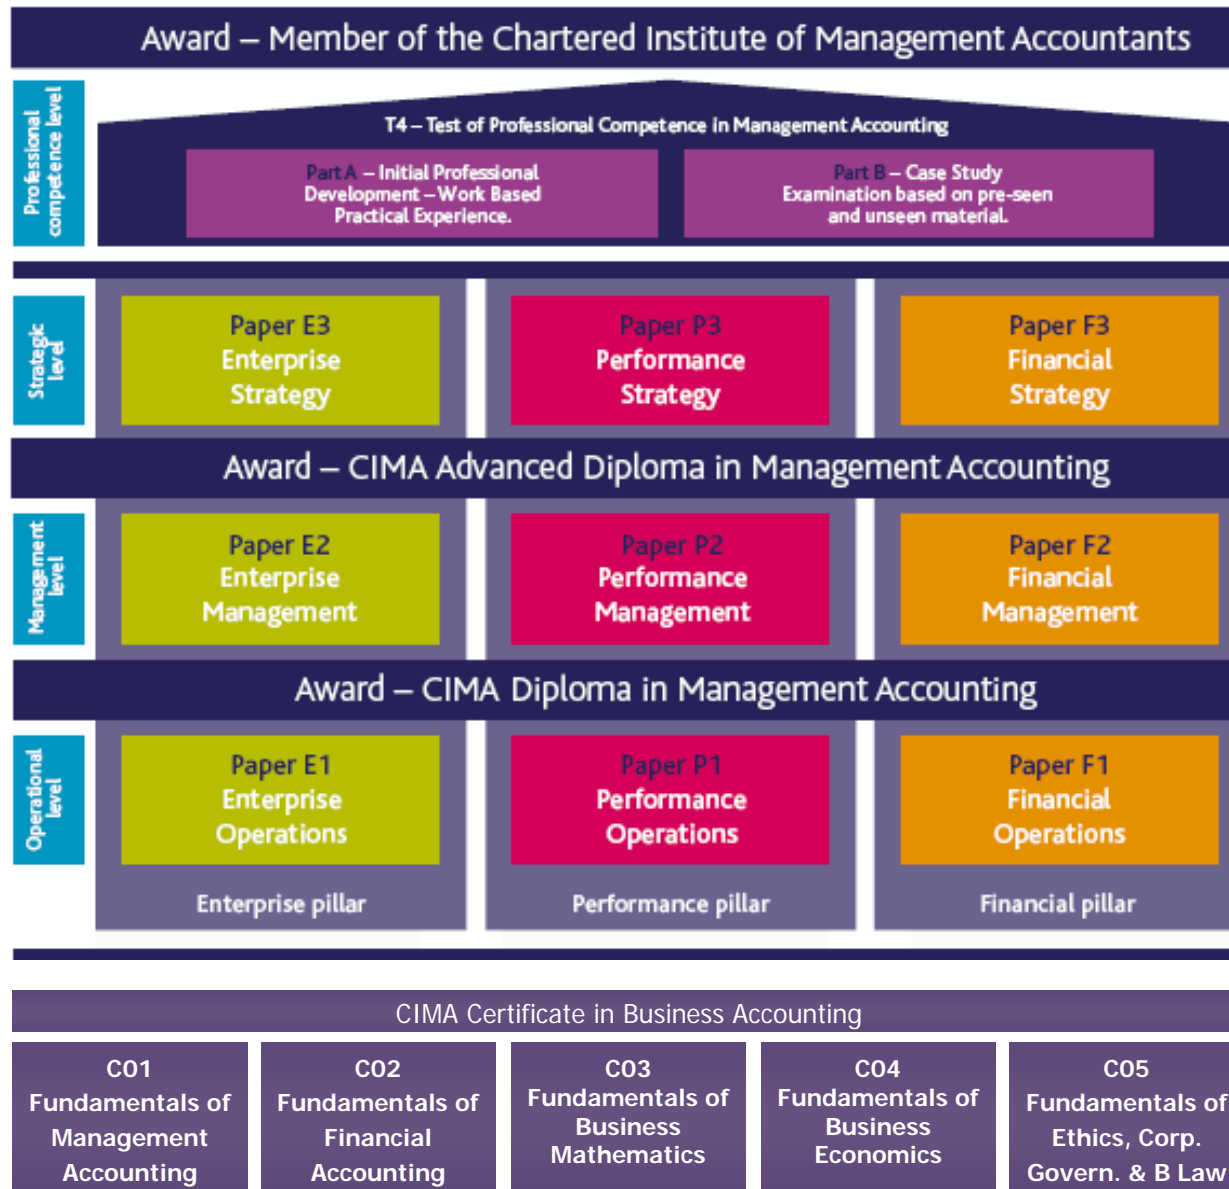 Award – Member of the Chartered Institute of Management Accountants
Professional
competence level
T4 – Test of Professional Competence in Management Accounting
Part A – Initial Professional
Development – Work Based
Practical Experience.
Part B – Case Study
Examination based on pre-seen
and unseen material.
Strategic
level
Paper E3
Enterprise
Strategy
Paper P3
Performance
Strategy
Paper F3
Financial
Strategy
Award – CIMA Advanced Diploma in Management Accounting
Management
level
Paper E2
Enterprise
Management
Paper P2
Performance
Management
Paper F2
Financial
Management
Award – CIMA Diploma in Management Accounting
Operational
level
Paper E1
Enterprise
Operations
Paper P1
Performance
Operations
Paper F1
Financial
Operations
Enterprise pillar
Performance pillar
Financial pillar
CIMA Certificate in Business Accounting
C01
Fundamentals of
Management
Accounting
C02
Fundamentals of
Financial
Accounting
C03
Fundamentals of
Business
Mathematics
C04
Fundamentals of
Business
Economics
C05
Fundamentals of
Ethics, Corp.
Govern. & B Law